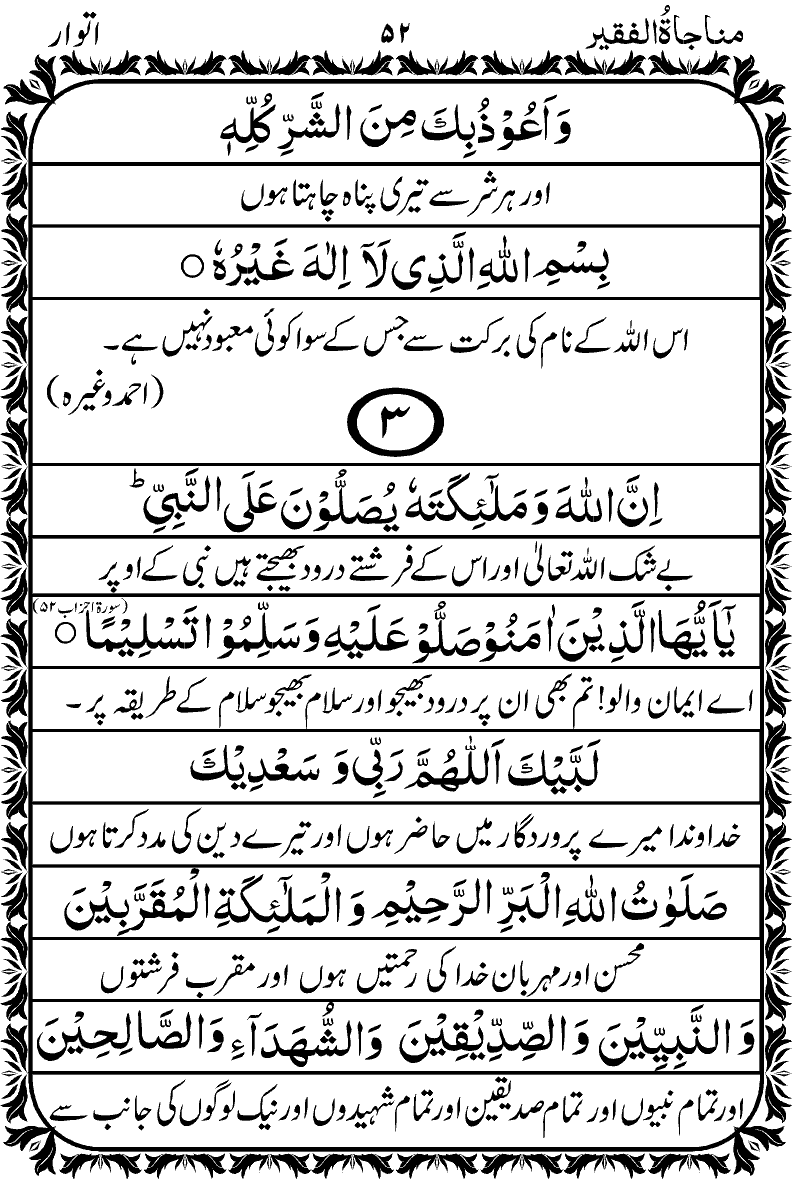 مناجاۃُالفقیر
۵۲
اتوار
وَاَعُوْذُبِكَ مِنَ الشَّرِّ كُلِّهٖ
اور ہر شر سے تیری پناہ چاہتا ہوں
بِسْمِ اللهِ الَّذِی لَآ اِلٰهَ غَیْرُهٗ ○
اس اللہ کے نام کی برکت سے جس کے سوا کوئی معبود نہیں ہے۔
(احمد وغیرہ)
۳
اِنَّ اللهَ وَمَلٰٓئِكَتَهٗ یُصَلُّوْنَ عَلَی النَّبِیِّ ؕ
بے شک اللہ تعالیٰ اور اس کے فرشتے درود بھیجتے ہیں نبی کے اوپر
یٰۤاَیُّهَا الَّذِیْنَ اٰمَنُوْ صَلُّوْ عَلَیْهِ وَسَلِّمُوْا تَسْلِیْمًا ○ (سورۃ احزاب ۵۲)
اے ایمان والو! تم بھی ان پر درود بھیجو اور سلام بھیجو سلام کے طریقہ پر۔
لَبَّیْكَ اَللّٰهُمَّ رَبِّی وَ سَعْدِیْكَ
خداوندا میرے پروردگار میں حاضر ہوں اور تیرے دین کی مدد کرتا ہوں
صَلَوٰتُ اللهِ الْبَرِّ الرَّحِیْمِ وَالْمَلٰٓئِكَةِ الْمُقَرَّبِیْنَ
محسن اور مہربان خدا کی رحمتیں ہوں اور مقرب فرشتوں
وَالنَّبِیِّیْنَ وَالصِّدِّیْقِیْنَ وَالشُّهَدَآءِ وَالصَّالِحِیْنَ
اور تمام نبیوں اور تمام صدیقین اور تمام شہیدوں اور نیک لوگوں کی جانب سے